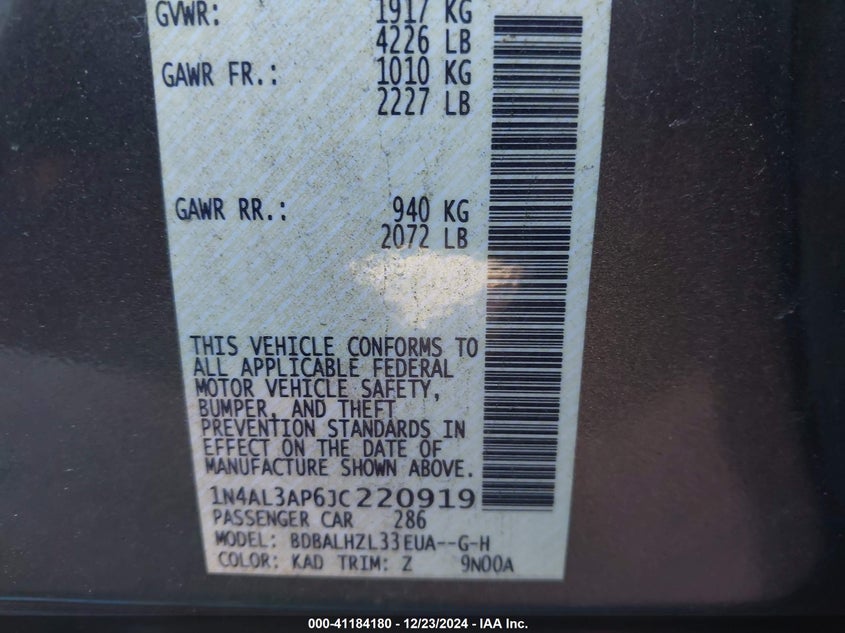 GVWR: 1917 KG
4226 LB
GAWR FR.: 1010 KG
2227 LB
GAWR RR.: 940 KG
2072 LB
THIS VEHICLE CONFORMS TO
ALL APPLICABLE FEDERAL
MOTOR VEHICLE SAFETY,
BUMPER, AND THEFT
PREVENTION STANDARDS IN
EFFECT ON THE DATE OF
MANUFACTURE SHOWN ABOVE.
1N4AL3AP6JC220919
PASSENGER CAR 286
MODEL: BDBALHZL33EUA--G-H
COLOR: KAD TRIM: Z 9N00A
000-41184180 - 12/23/2024 - IAA Inc.